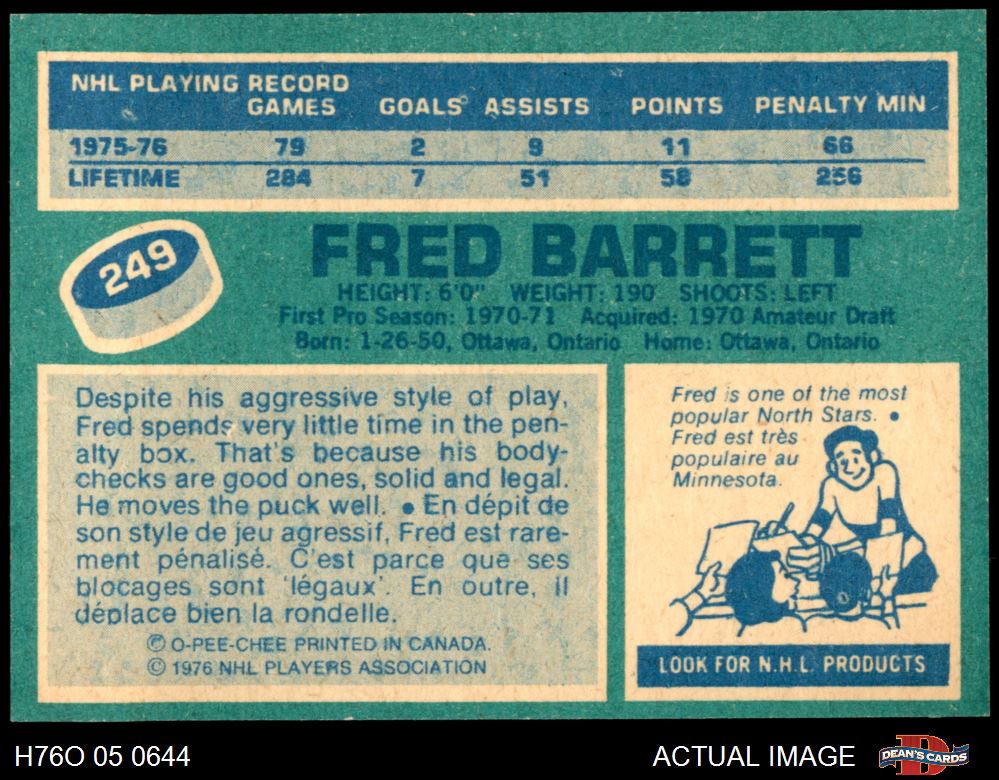 NHL PLAYING RECORD
GAMES GOALS ASSISTS POINTS PENALTY MIN
1975-76 79 2 9 11 66
LIFETIME 284 7 51 58 256
249
FRED BARRETT
HEIGHT: 6'0" WEIGHT: 190 SHOOTS: LEFT
First Pro Season: 1970-71 Acquired: 1970 Amateur Draft
Born: 1-26-50, Ottawa, Ontario Home: Ottawa, Ontario
Despite his aggressive style of play,
Fred spends very little time in the pen-
alty box. That's because his body-
checks are good ones, solid and legal.
He moves the puck well. • En dépit de
son style de jeu agressif, Fred est rare-
ment pénalisé. C'est parce que ses
blocages sont 'légaux'. En outre, il
déplace bien la rondelle.
© O-PEE-CHEE PRINTED IN CANADA.
© 1976 NHL PLAYERS ASSOCIATION
Fred is one of the most
popular North Stars. •
Fred est très
populaire au
Minnesota.
LOOK FOR N.H.L. PRODUCTS
H76O 05 0644
ACTUAL IMAGE
D
DEAN'S CARDS